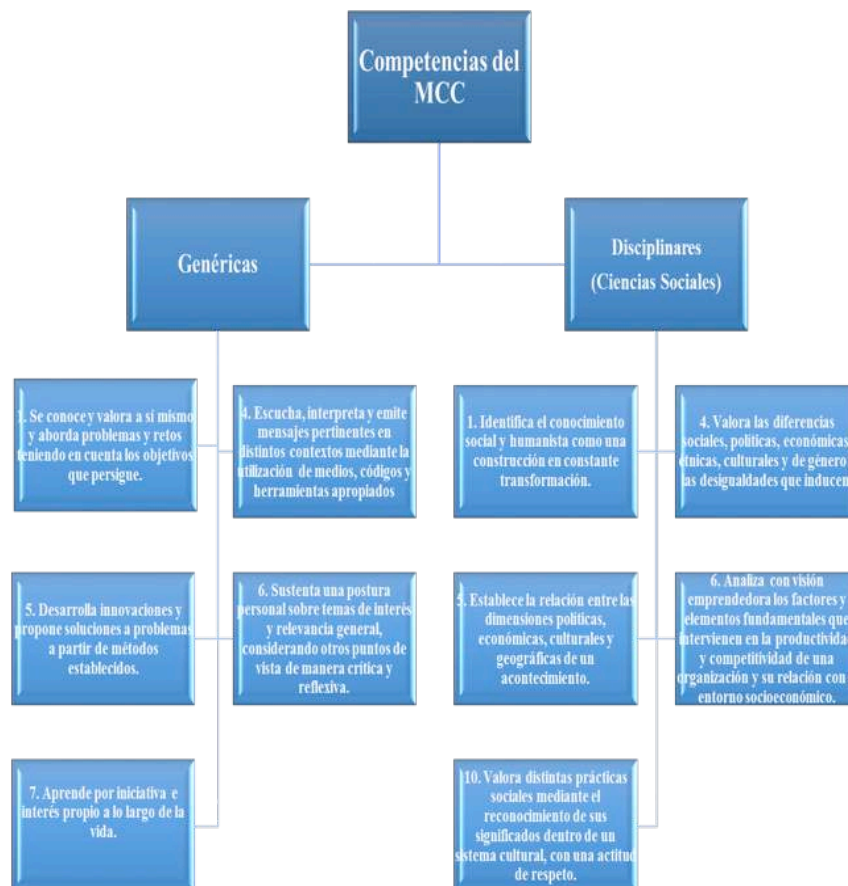 Competencias del
MCC
Genéricas
Disciplinares
(Ciencias Sociales)
1. Se conoce y valora a sí mismo
y aborda problemas y retos
teniendo en cuenta los objetivos
que persigue.
4. Escucha, interpreta y emite
mensajes pertinentes en
distintos contextos mediante la
utilización de medios, códigos y
herramientas apropiados
1. Identifica el conocimiento
social y humanista como una
construcción en constante
transformación.
4. Valora las diferencias
sociales, políticas, económicas
étnicas, culturales y de género
las desigualdades que inducen
5. Desarrolla innovaciones y
propone soluciones a problemas
a partir de métodos
establecidos.
6. Sustenta una postura
personal sobre temas de interés
y relevancia general,
considerando otros puntos de
vista de manera crítica y
reflexiva.
5. Establece la relación entre las
dimensiones políticas,
económicas, culturales y
geográficas de un
acontecimiento.
6. Analiza con visión
emprendedora los factores y
elementos fundamentales que
intervienen en la productividad
y competitividad de una
organización y su relación con
entorno socioeconómico.
7. Aprende por iniciativa e
interés propio a lo largo de la
vida.
10. Valora distintas prácticas
sociales mediante el
reconocimiento de sus
significados dentro de un
sistema cultural, con una actitud
de respeto.